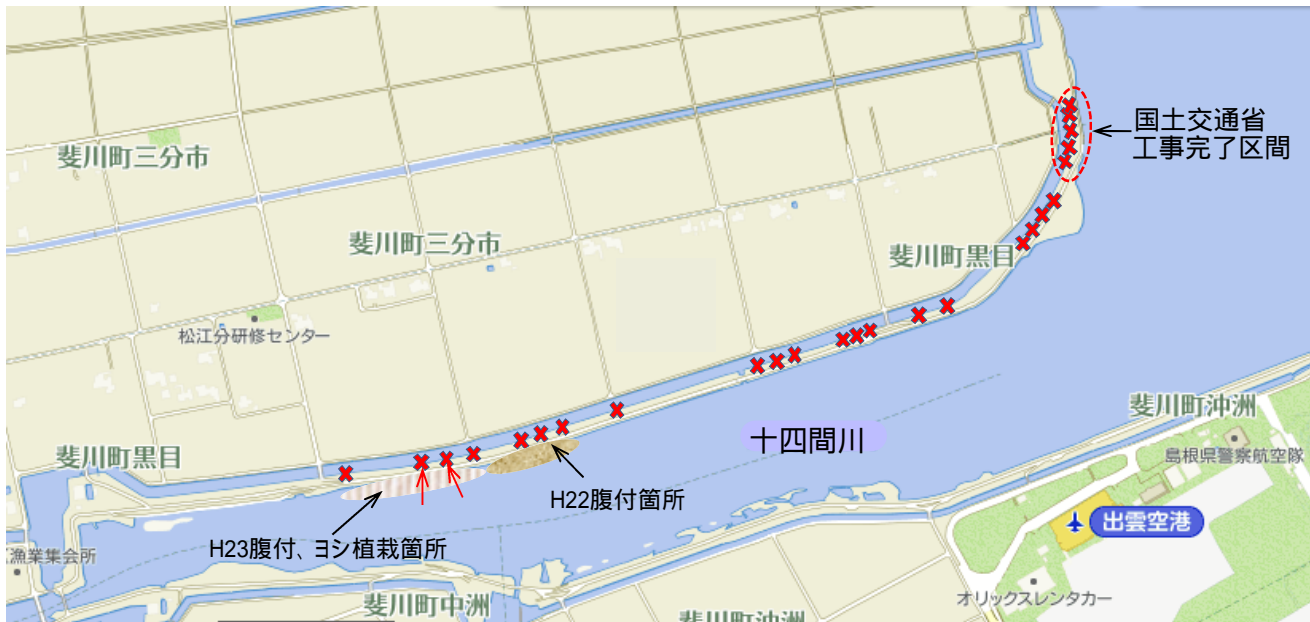 国土交通省
工事完了区間
斐川町三分市
斐川町三分市
斐川町黒目
松江分研修センター
斐川町沖洲
十四間川
斐川町黒目
島根県警察航空隊
H22腹付箇所
出雲空港
H23腹付、ヨシ植栽箇所
漁業集会所
斐川町中洲
オリックスレンタカー
斐川町沖洲